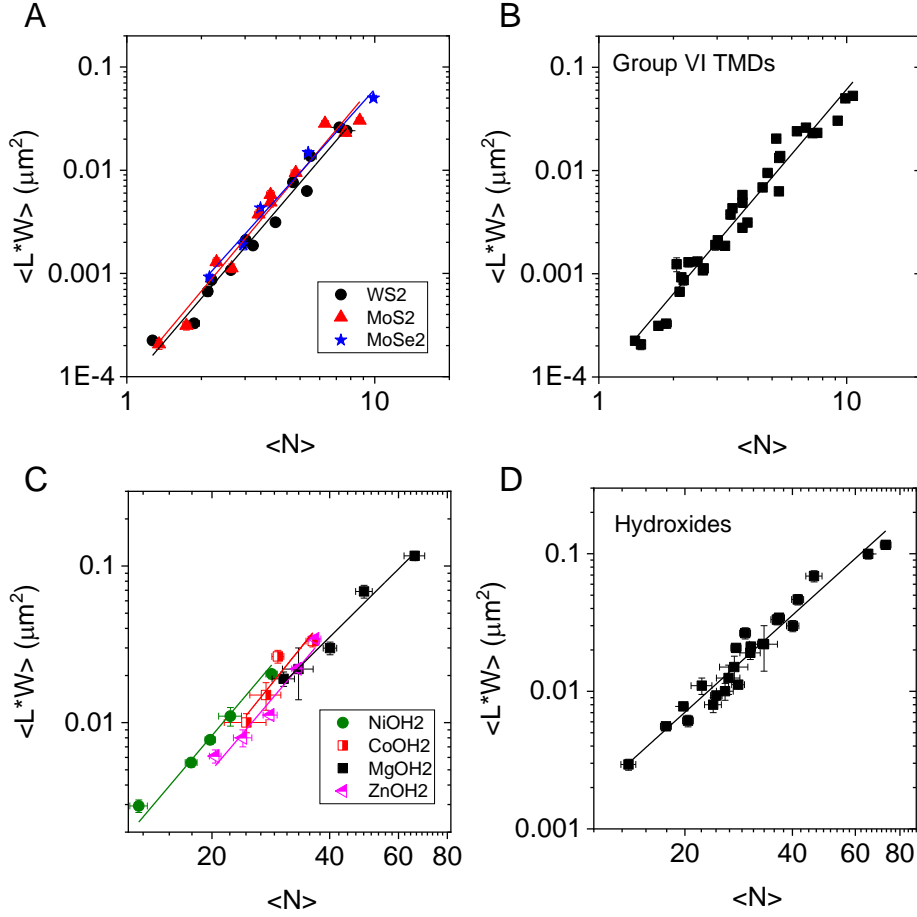 A
<L*W> (μm²)
0.1
0.01
0.001
1E-4
1
10
<N>
WS2
MoS2
MoSe2
B
Group VI TMDs
<L*W> (μm²)
0.1
0.01
0.001
1E-4
1
10
<N>
C
<L*W> (μm²)
0.1
0.01
20
40
60
80
<N>
NiOH2
CoOH2
MgOH2
ZnOH2
D
Hydroxides
<L*W> (μm²)
0.1
0.01
0.001
20
40
60
80
<N>